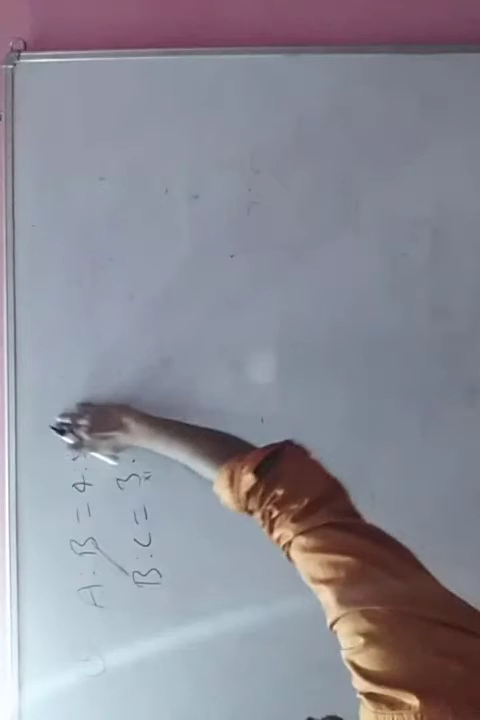 A:B = 4:
B:C = 3: